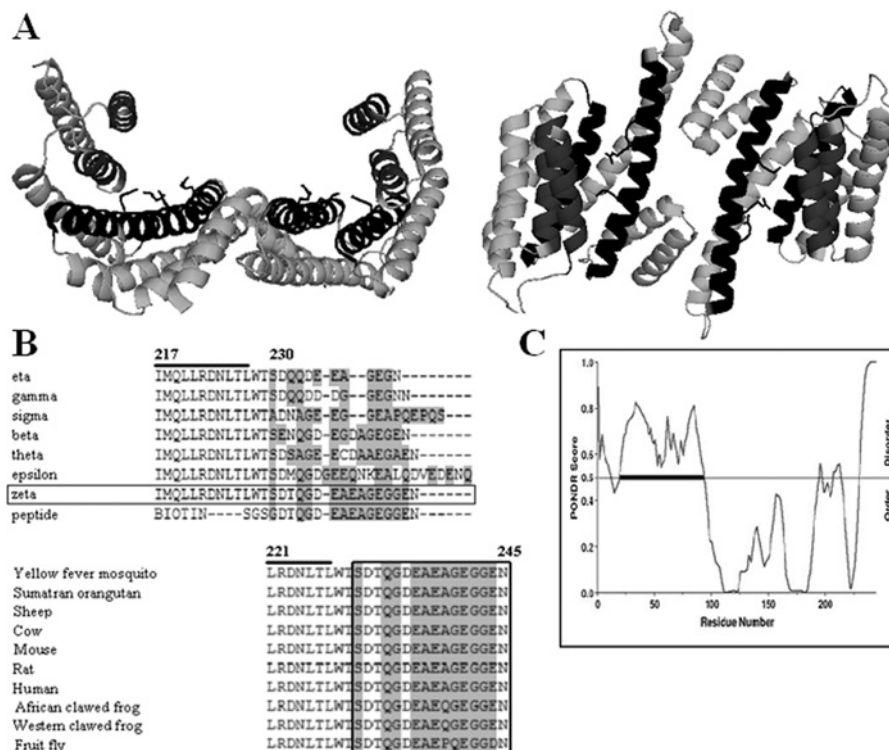 A
B
217 230
eta IMQLLRDNLTLWTSDQQDE-EA--GEGN-------
gamma IMQLLRDNLTLWTSDQQDD-DG--GEGNN------
sigma IMQLLRDNLTLWTADNAGE-GG--GEAPQEPQS--
beta IMQLLRDNLTLWTSENQGD-EGDAGEGEN------
theta IMQLLRDNLTLWTSDSAGE-ECDAAEGAEN-----
epsilon IMQLLRDNLTLWTSDMQGDGEEQNKEALQDVEDENQ
zeta IMQLLRDNLTLWTSDTQGD-EAEAGEGGEN-----
peptide BIOTIN----SGSGDTQGD-EAEAGEGGEN-----
221 245
Yellow fever mosquito LRDNLTLWTSDTQGDEAEAGEGGEN
Sumatran orangutan LRDNLTLWTSDTQGDEAEAGEGGEN
Sheep LRDNLTLWTSDTQGDEAEAGEGGEN
Cow LRDNLTLWTSDTQGDEAEAGEGGEN
Mouse LRDNLTLWTSDTQGDEAEAGEGGEN
Rat LRDNLTLWTSDTQGDEAEAGEGGEN
Human LRDNLTLWTSDTQGDEAEAGEGGEN
African clawed frog LRDNLTLWTSDTQGDEAEQGEGGEN
Western clawed frog LRDNLTLWTSDTQGDEAEQGEGGEN
Fruit fly LRDNLTLWTSDTQGDEAEPQEGGDN
C
1.0
0.8
0.6
0.5
0.4
0.2
0.0
PONDR Score
Disorder
Order
0 50 100 150 200
Residue Number